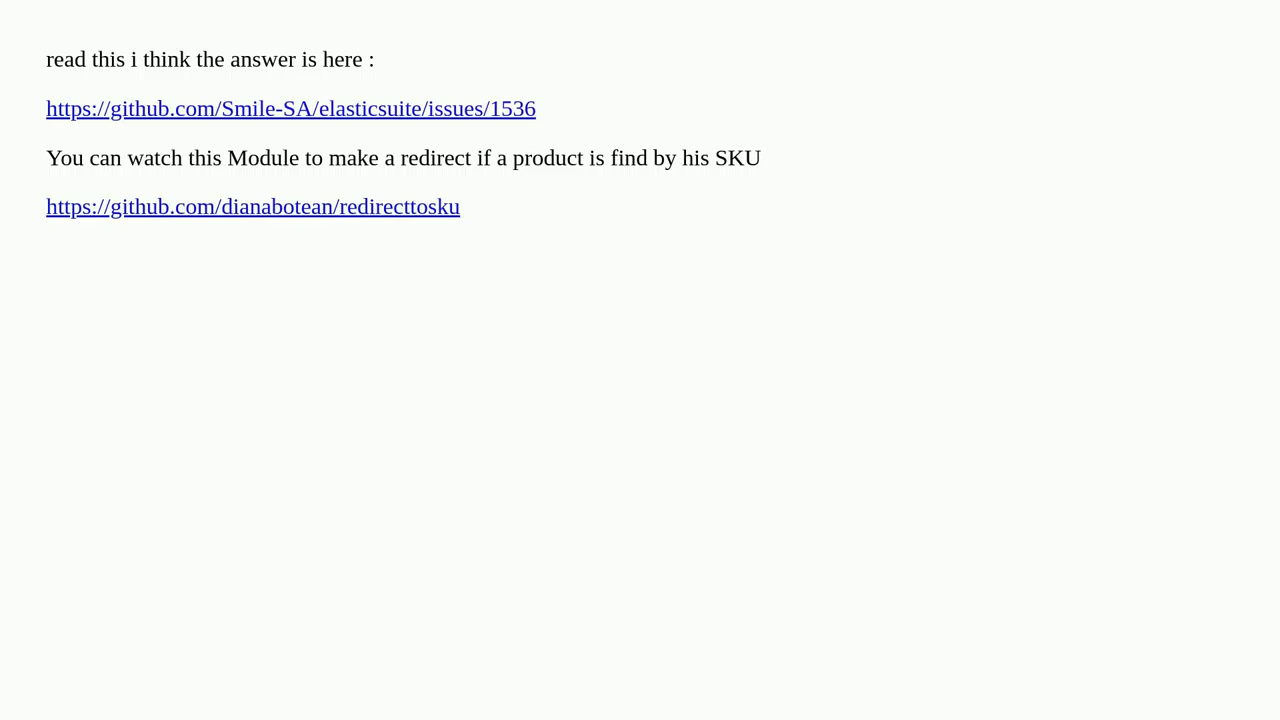 read this i think the answer is here :
https://github.com/Smile-SA/elasticsuite/issues/1536
You can watch this Module to make a redirect if a product is find by his SKU
https://github.com/dianabotean/redirecttosku